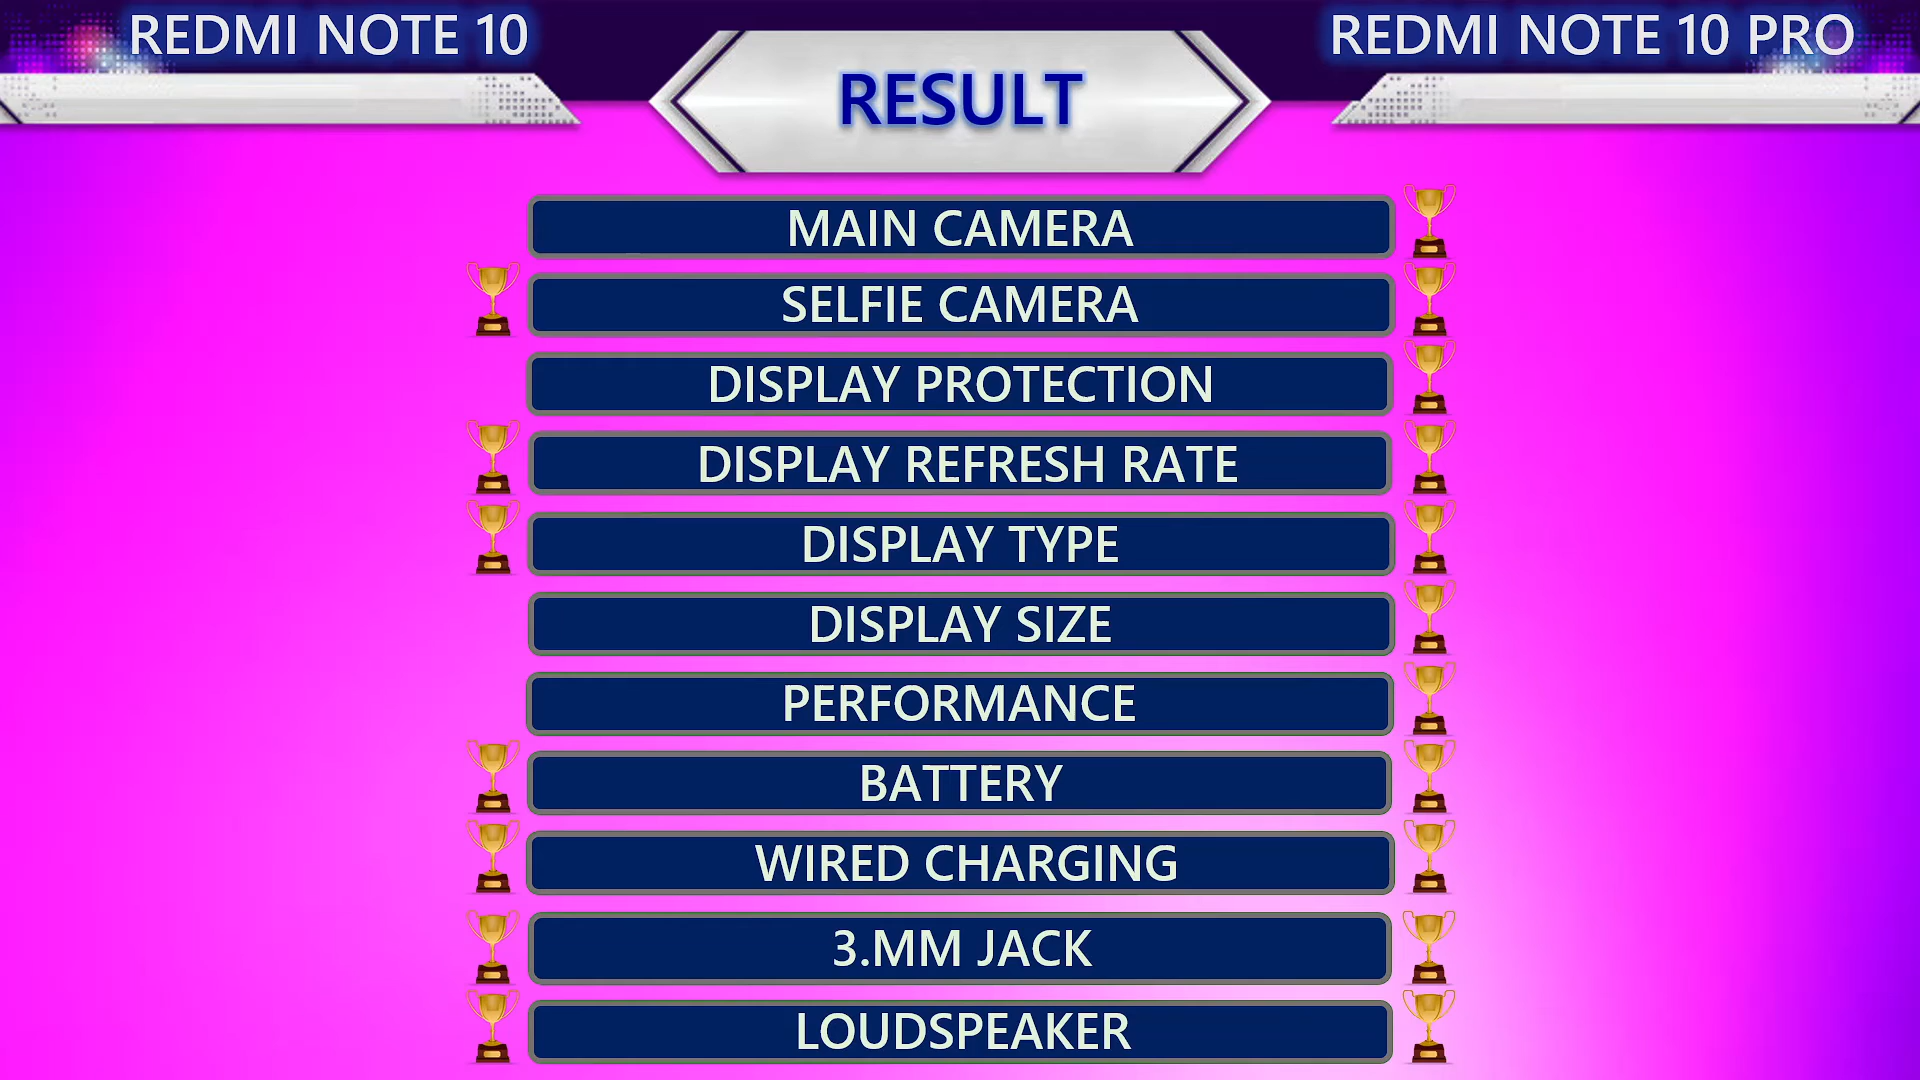 REDMI NOTE 10
REDMI NOTE 10 PRO
RESULT
MAIN CAMERA
SELFIE CAMERA
DISPLAY PROTECTION
DISPLAY REFRESH RATE
DISPLAY TYPE
DISPLAY SIZE
PERFORMANCE
BATTERY
WIRED CHARGING
3.MM JACK
LOUDSPEAKER